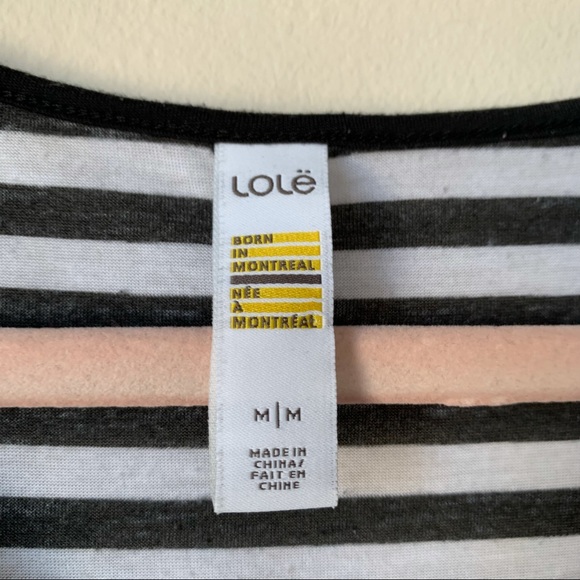 LOLË
BORN
IN
MONTREAL
NÉE
À
MONTRÉAL
M|M
MADE IN
CHINA/
FAIT EN
CHINE